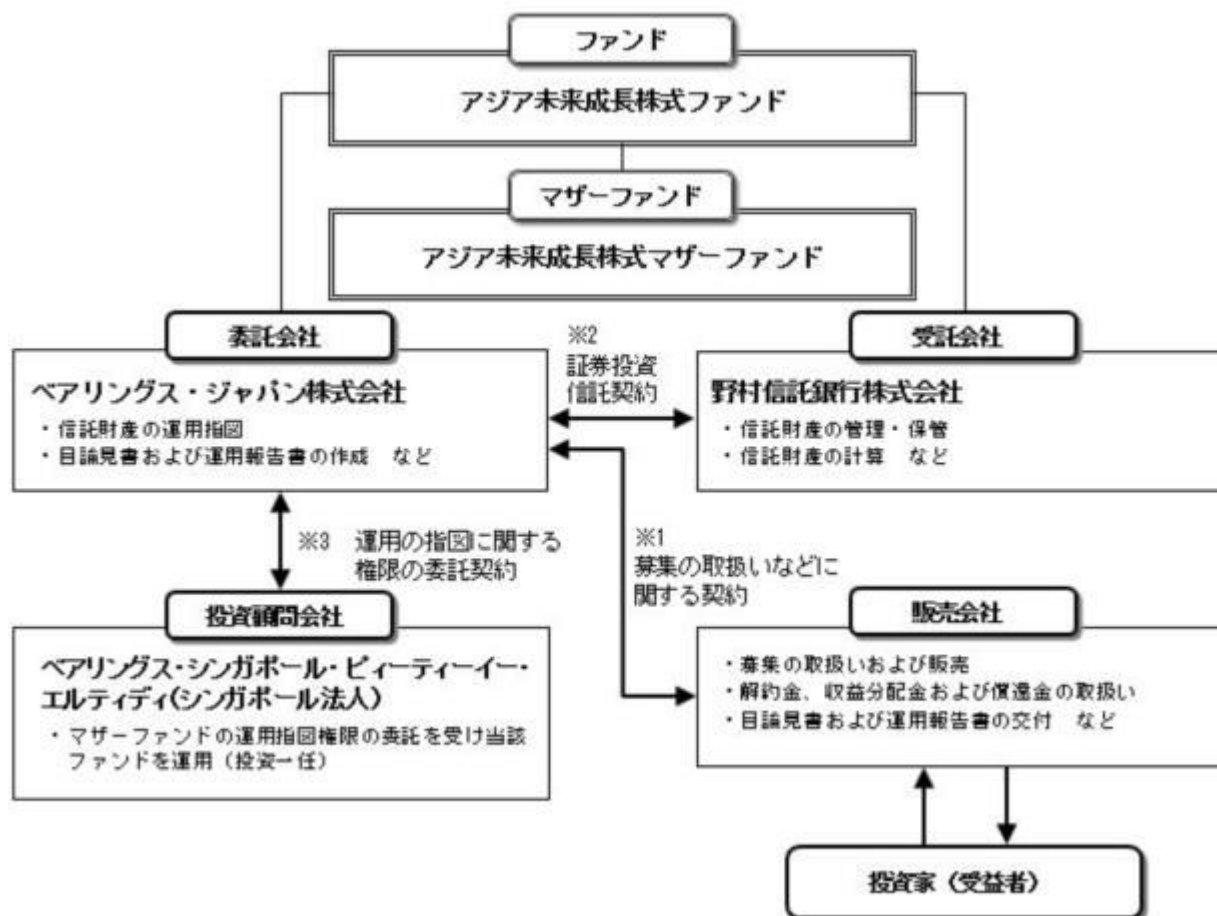 ファンド
アジア未来成長株式ファンド
マザーファンド
アジア未来成長株式マザーファンド
委託会社
ベアリングス・ジャパン株式会社
・信託財産の運用指図
・目論見書および運用報告書の作成　など
※2
証券投資
信託契約
受託会社
野村信託銀行株式会社
・信託財産の管理・保管
・信託財産の計算　など
※3　運用の指図に関する
権限の委託契約
※1
募集の取扱いなどに
関する契約
投資顧問会社
ベアリングス・シンガポール・ピィーティーイー・
エルティディ(シンガポール法人)
・マザーファンドの運用指図権限の委託を受け当該
ファンドを運用（投資一任）
販売会社
・募集の取扱いおよび販売
・解約金、収益分配金および償還金の取扱い
・目論見書および運用報告書の交付　など
投資家（受益者）